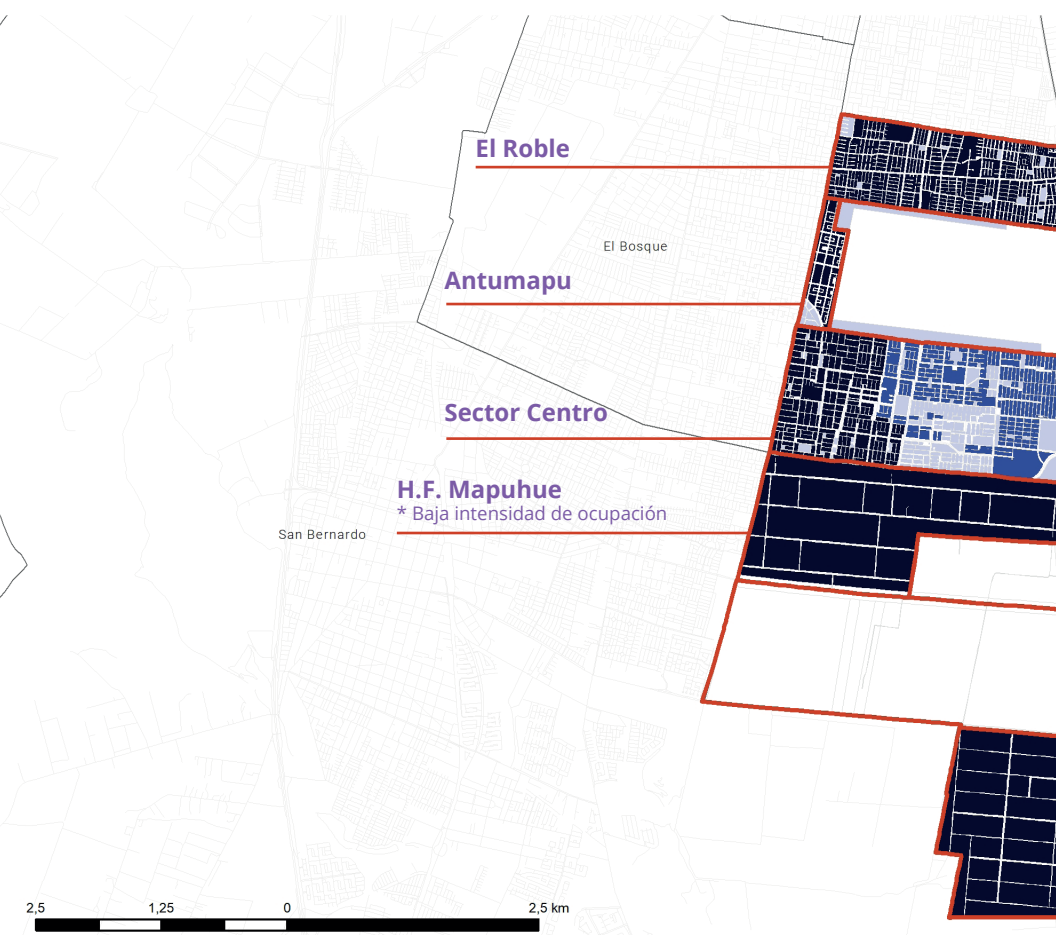 El Roble
El Bosque
Antumapu
Sector Centro
H.F. Mapuhue
* Baja intensidad de ocupación
San Bernardo
2,5 1,25 0 2,5 km